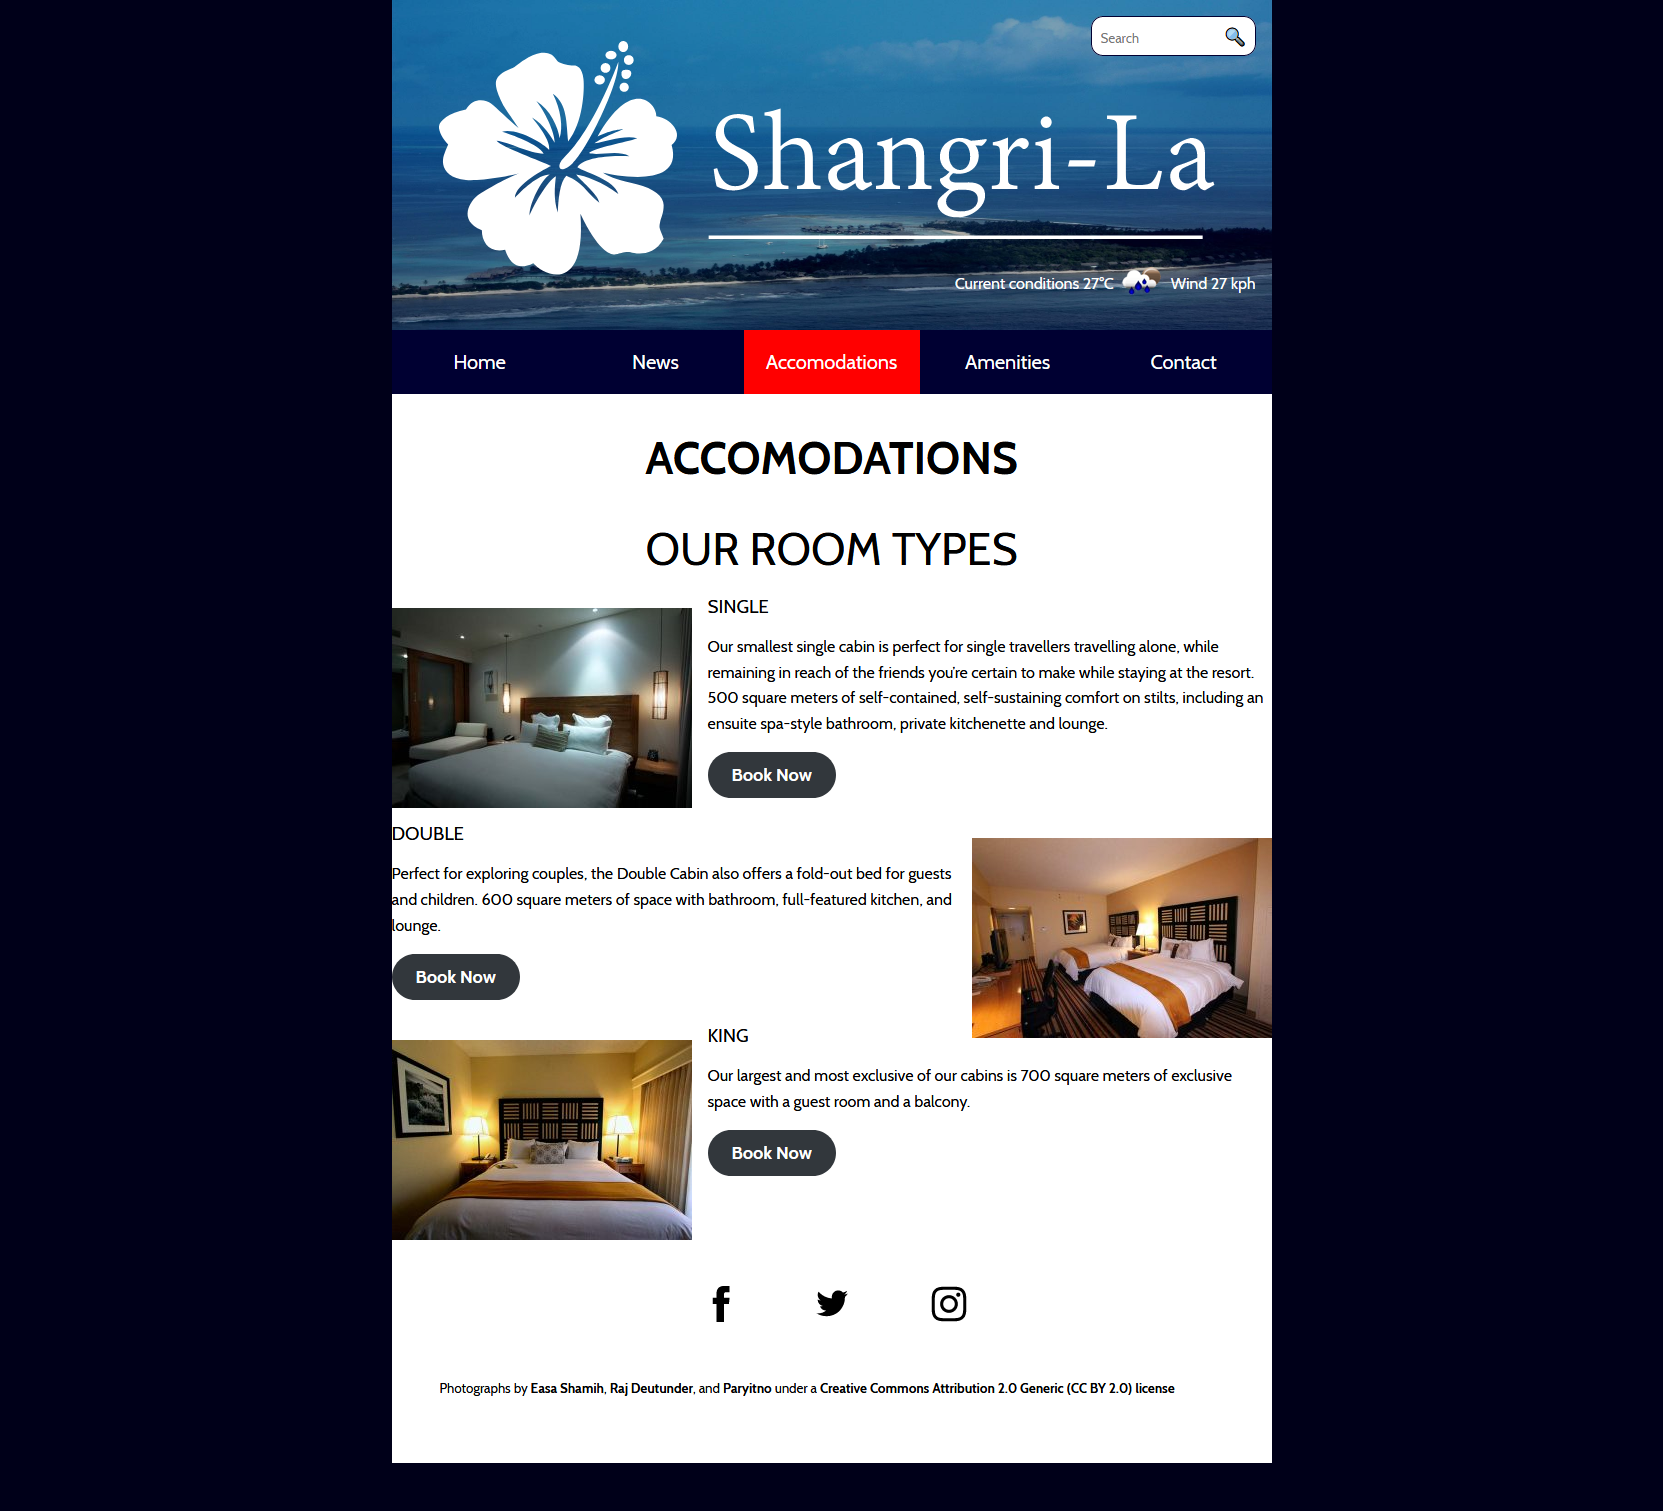 Search
Shangri-La
Current conditions 27°C Wind 27 kph
Home News Accomodations Amenities Contact
ACCOMODATIONS
OUR ROOM TYPES
SINGLE
Our smallest single cabin is perfect for single travellers travelling alone, while
remaining in reach of the friends you're certain to make while staying at the resort.
500 square meters of self-contained, self-sustaining comfort on stilts, including an
ensuite spa-style bathroom, private kitchenette and lounge.
Book Now
DOUBLE
Perfect for exploring couples, the Double Cabin also offers a fold-out bed for guests
and children. 600 square meters of space with bathroom, full-featured kitchen, and
lounge.
Book Now
KING
Our largest and most exclusive of our cabins is 700 square meters of exclusive
space with a guest room and a balcony.
Book Now
Photographs by Easa Shamih, Raj Deutunder, and Paryitno under a Creative Commons Attribution 2.0 Generic (CC BY 2.0) license